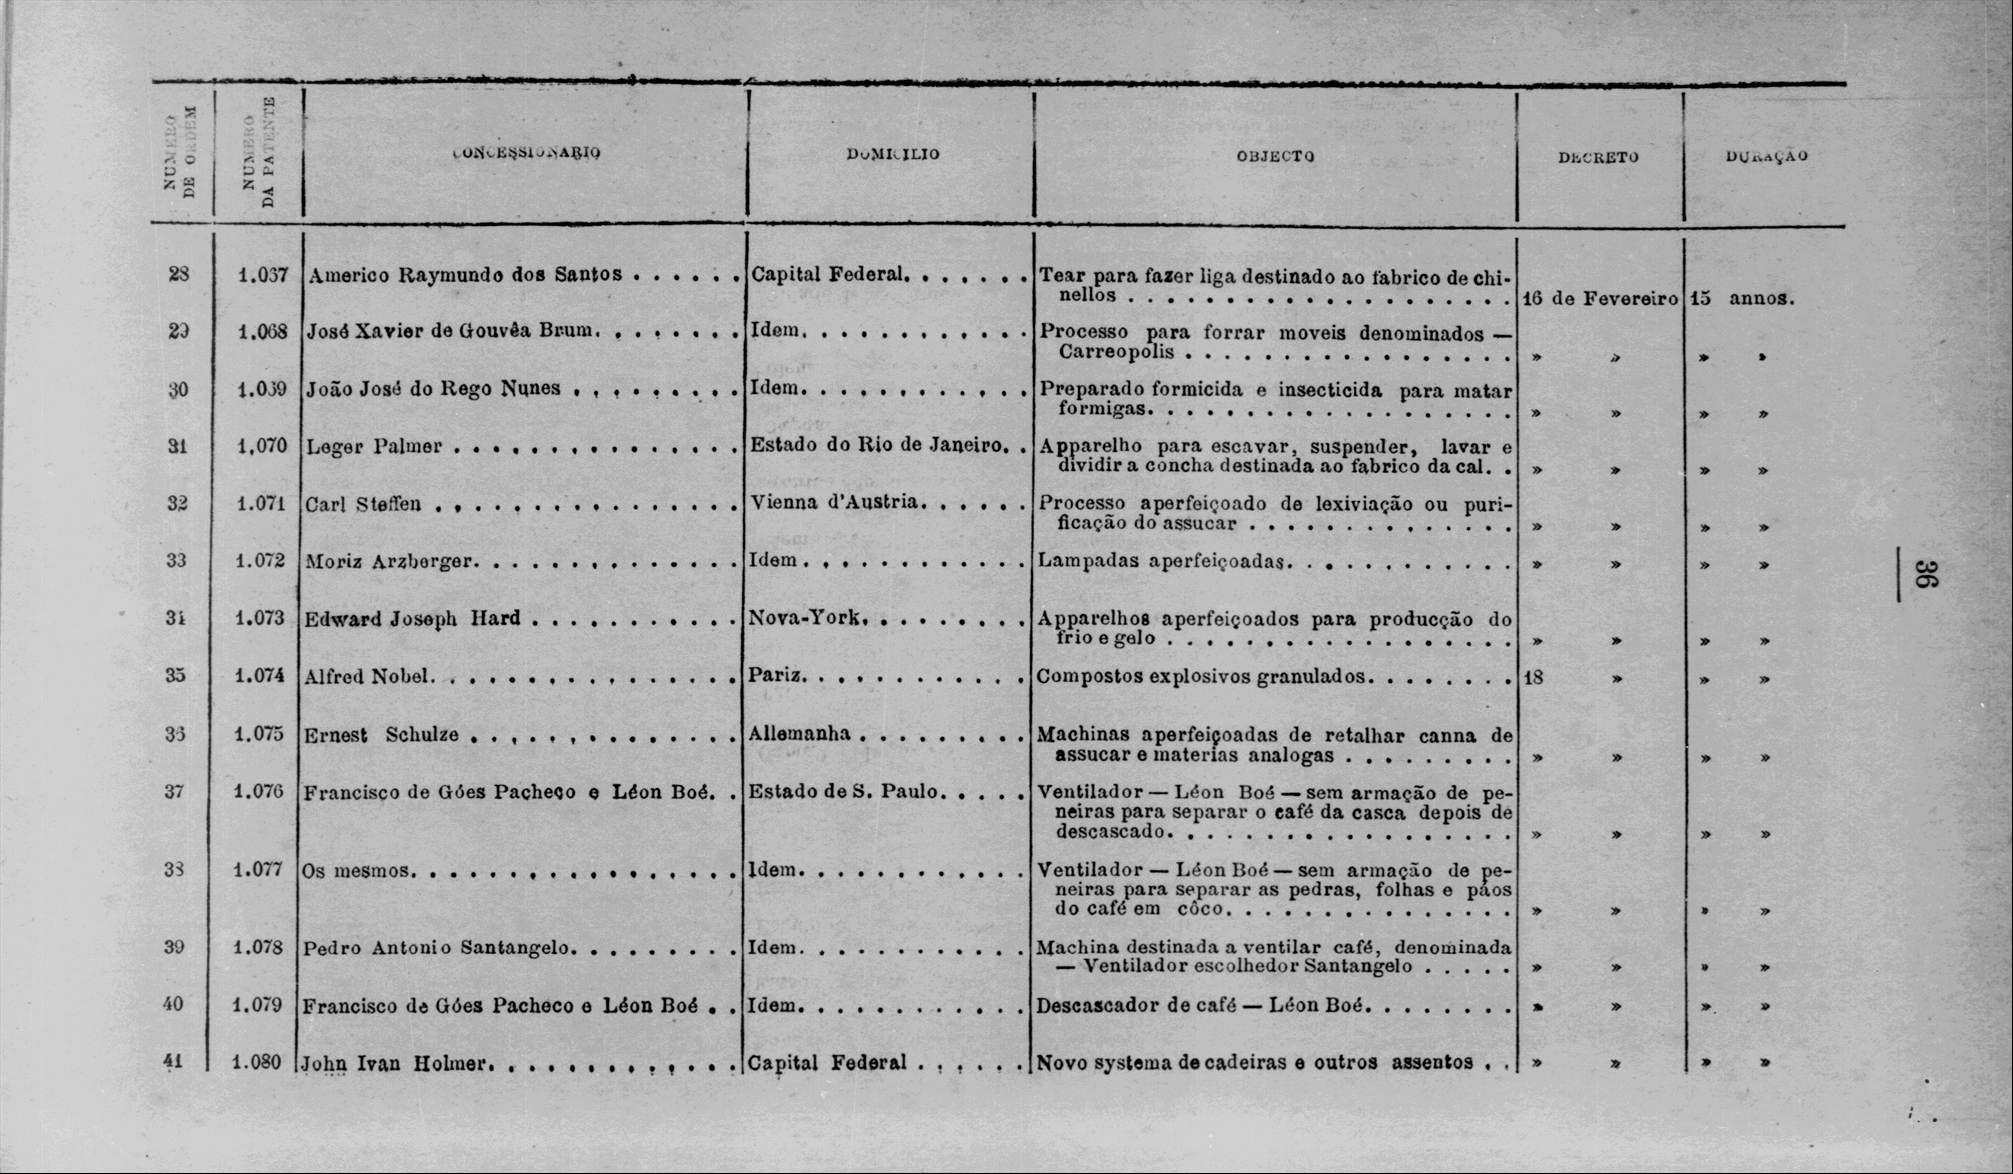 NUMERO DE ORDEM
NUMERO DA PATENTE
CONCESSIONARIO
DOMICILIO
OBJECTO
DECRETO
DURAÇÃO
28 1.067 Americo Raymundo dos Santos . . . . . . Capital Federal. . . . . . . Tear para fazer liga destinado ao fabrico de chi-
nellos . . . . . . . . . . . . . . . . . . . . 16 de Fevereiro 15 annos.
29 1.068 José Xavier de Gouvêa Brum. . . . . . . . Idem. . . . . . . . . . . . Processo para forrar moveis denominados —
Carreopolis . . . . . . . . . . . . . . . . . » » » »
30 1.069 João José do Rego Nunes . . . . . . . . . Idem. . . . . . . . . . . . Preparado formicida e insecticida para matar
formigas. . . . . . . . . . . . . . . . . . . » » » »
31 1,070 Leger Palmer . . . . . . . . . . . . . . . Estado do Rio de Janeiro. . Apparelho para escavar, suspender, lavar e
dividir a concha destinada ao fabrico da cal. . » » » »
32 1.071 Carl Steffen . . . . . . . . . . . . . . . . Vienna d'Austria. . . . . . Processo aperfeiçoado de lexiviação ou puri-
ficação do assucar . . . . . . . . . . . . . . » » » »
33 1.072 Moriz Arzberger. . . . . . . . . . . . . . Idem . . . . . . . . . . . . Lampadas aperfeiçoadas. . . . . . . . . . . . » » » »
34 1.073 Edward Joseph Hard . . . . . . . . . . . Nova-York. . . . . . . . . Apparelhos aperfeiçoados para producção do
frio e gelo . . . . . . . . . . . . . . . . . . » » » »
35 1.074 Alfred Nobel. . . . . . . . . . . . . . . . Pariz. . . . . . . . . . . . Compostos explosivos granulados. . . . . . . . 18 » » »
36 1.075 Ernest Schulze . . . . . . . . . . . . . . Allemanha . . . . . . . . . Machinas aperfeiçoadas de retalhar canna de
assucar e materias analogas . . . . . . . . . » » » »
37 1.076 Francisco de Góes Pacheco e Léon Boé. . Estado de S. Paulo. . . . . Ventilador — Léon Boé — sem armação de pe-
neiras para separar o café da casca depois de
descascado. . . . . . . . . . . . . . . . . . » » » »
38 1.077 Os mesmos. . . . . . . . . . . . . . . . . Idem. . . . . . . . . . . . Ventilador — Léon Boé — sem armação de pe-
neiras para separar as pedras, folhas e páos
do café em côco. . . . . . . . . . . . . . . » » » »
39 1.078 Pedro Antonio Santangelo. . . . . . . . . Idem. . . . . . . . . . . . Machina destinada a ventilar café, denominada
— Ventilador escolhedor Santangelo . . . . . » » » »
40 1.079 Francisco de Góes Pacheco e Léon Boé . . Idem. . . . . . . . . . . . Descascador de café — Léon Boé. . . . . . . . » » » »
41 1.080 John Ivan Holmer. . . . . . . . . . . . . Capital Federal . . . . . . Novo systema de cadeiras e outros assentos . . » » » »
36